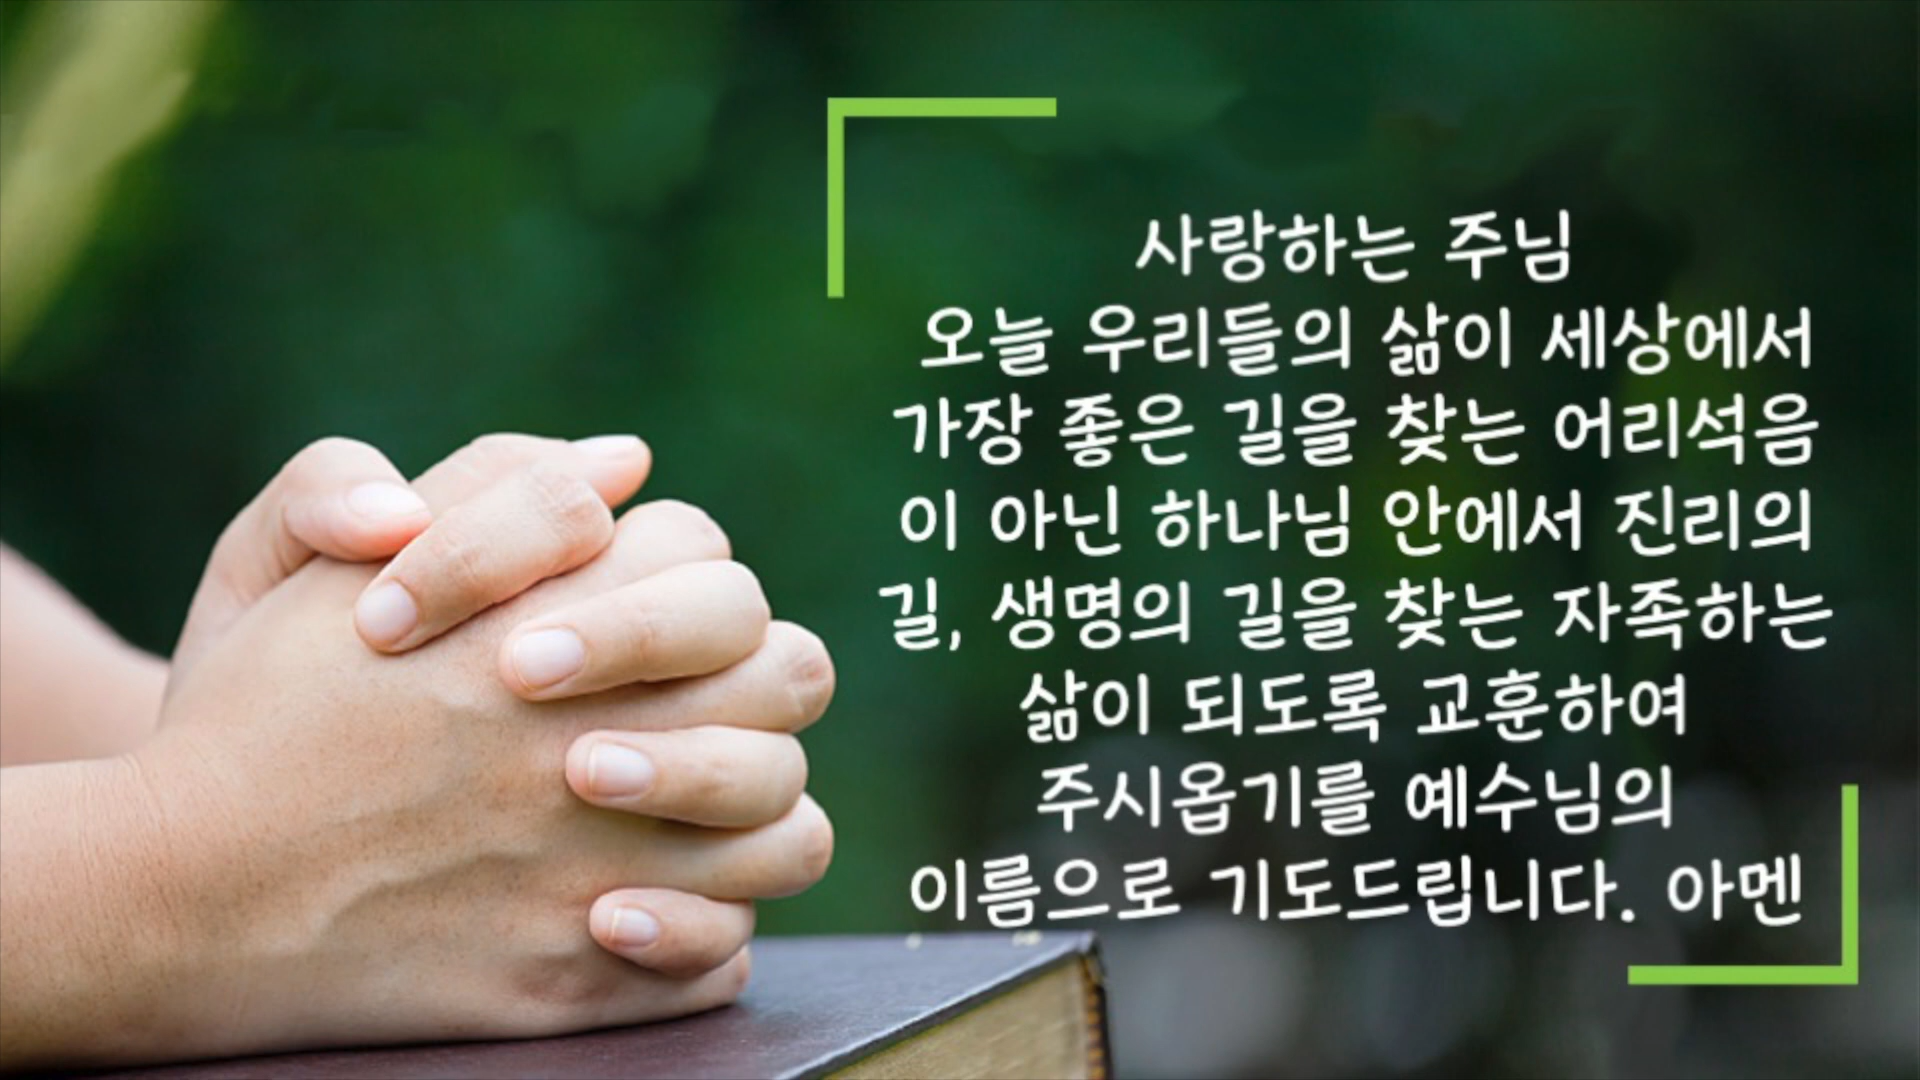 사랑하는 주님
오늘 우리들의 삶이 세상에서
가장 좋은 길을 찾는 어리석음
이 아닌 하나님 안에서 진리의
길, 생명의 길을 찾는 자족하는
삶이 되도록 교훈하여
주시옵기를 예수님의
이름으로 기도드립니다. 아멘